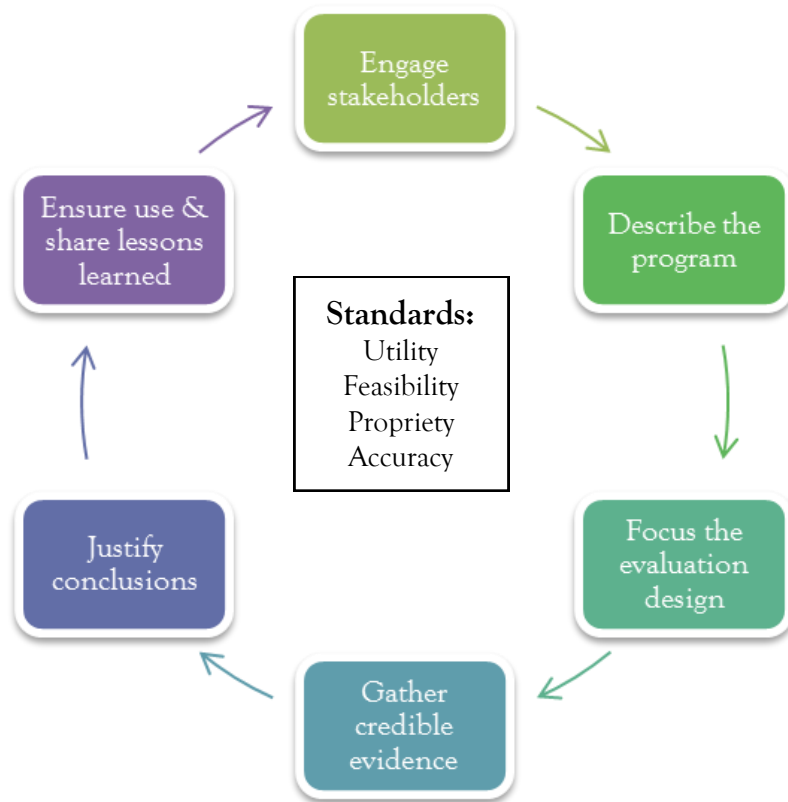 Engage
stakeholders
Describe the
program
Focus the
evaluation
design
Gather
credible
evidence
Justify
conclusions
Ensure use &
share lessons
learned
Standards:
Utility
Feasibility
Propriety
Accuracy